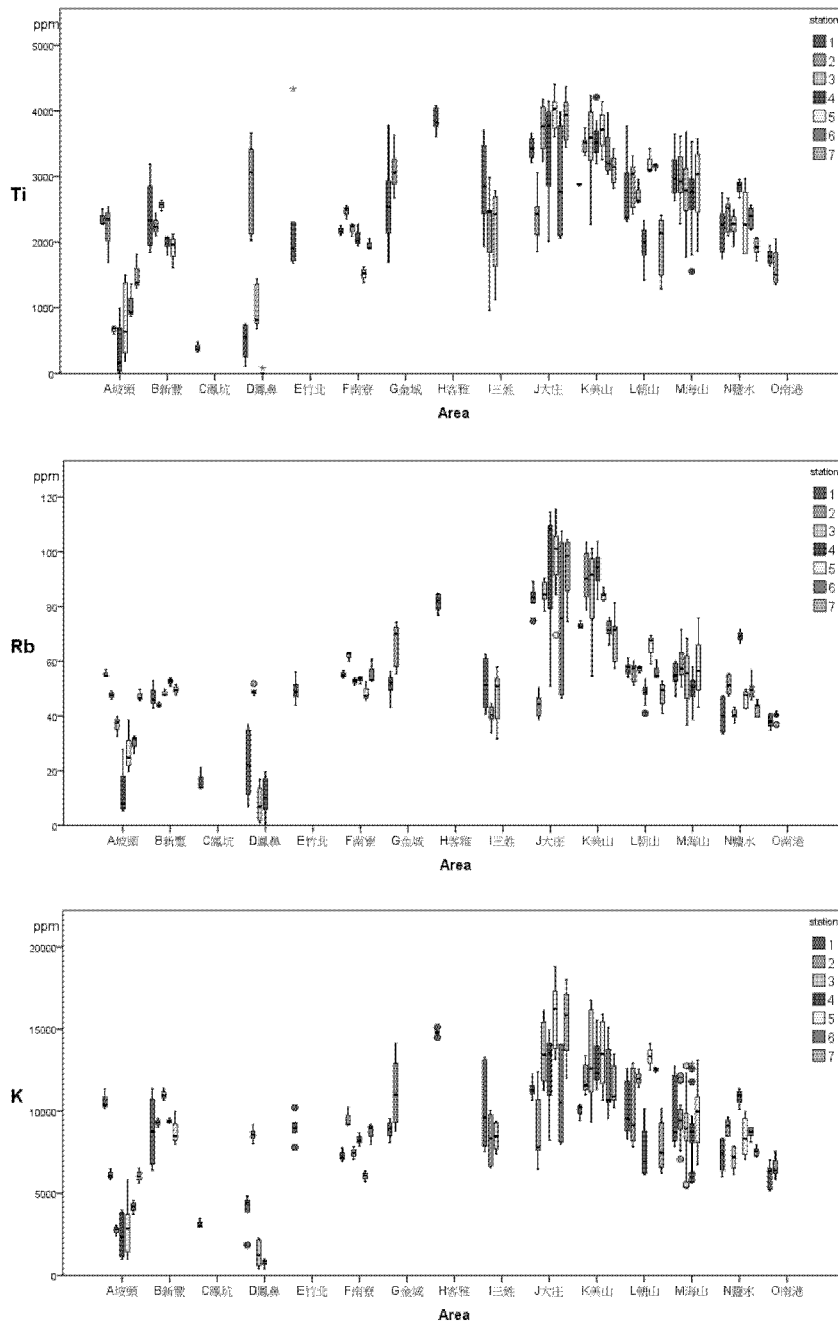 ppm
station
5000
4000
3000
2000
1000
0
Ti
1
2
3
4
5
6
7
A坡頭 B新豐 C鳳坑 D鳳鼻 E竹北 F南寮 G金城 H客雅 I三姓 J大庄 K美山 L朝山 M海山 N鹽水 O南港
Area
ppm
station
120
100
80
60
40
20
0
Rb
1
2
3
4
5
6
7
A坡頭 B新豐 C鳳坑 D鳳鼻 E竹北 F南寮 G金城 H客雅 I三姓 J大庄 K美山 L朝山 M海山 N鹽水 O南港
Area
ppm
station
20000
15000
10000
5000
0
K
1
2
3
4
5
6
7
A坡頭 B新豐 C鳳坑 D鳳鼻 E竹北 F南寮 G金城 H客雅 I三姓 J大庄 K美山 L朝山 M海山 N鹽水 O南港
Area